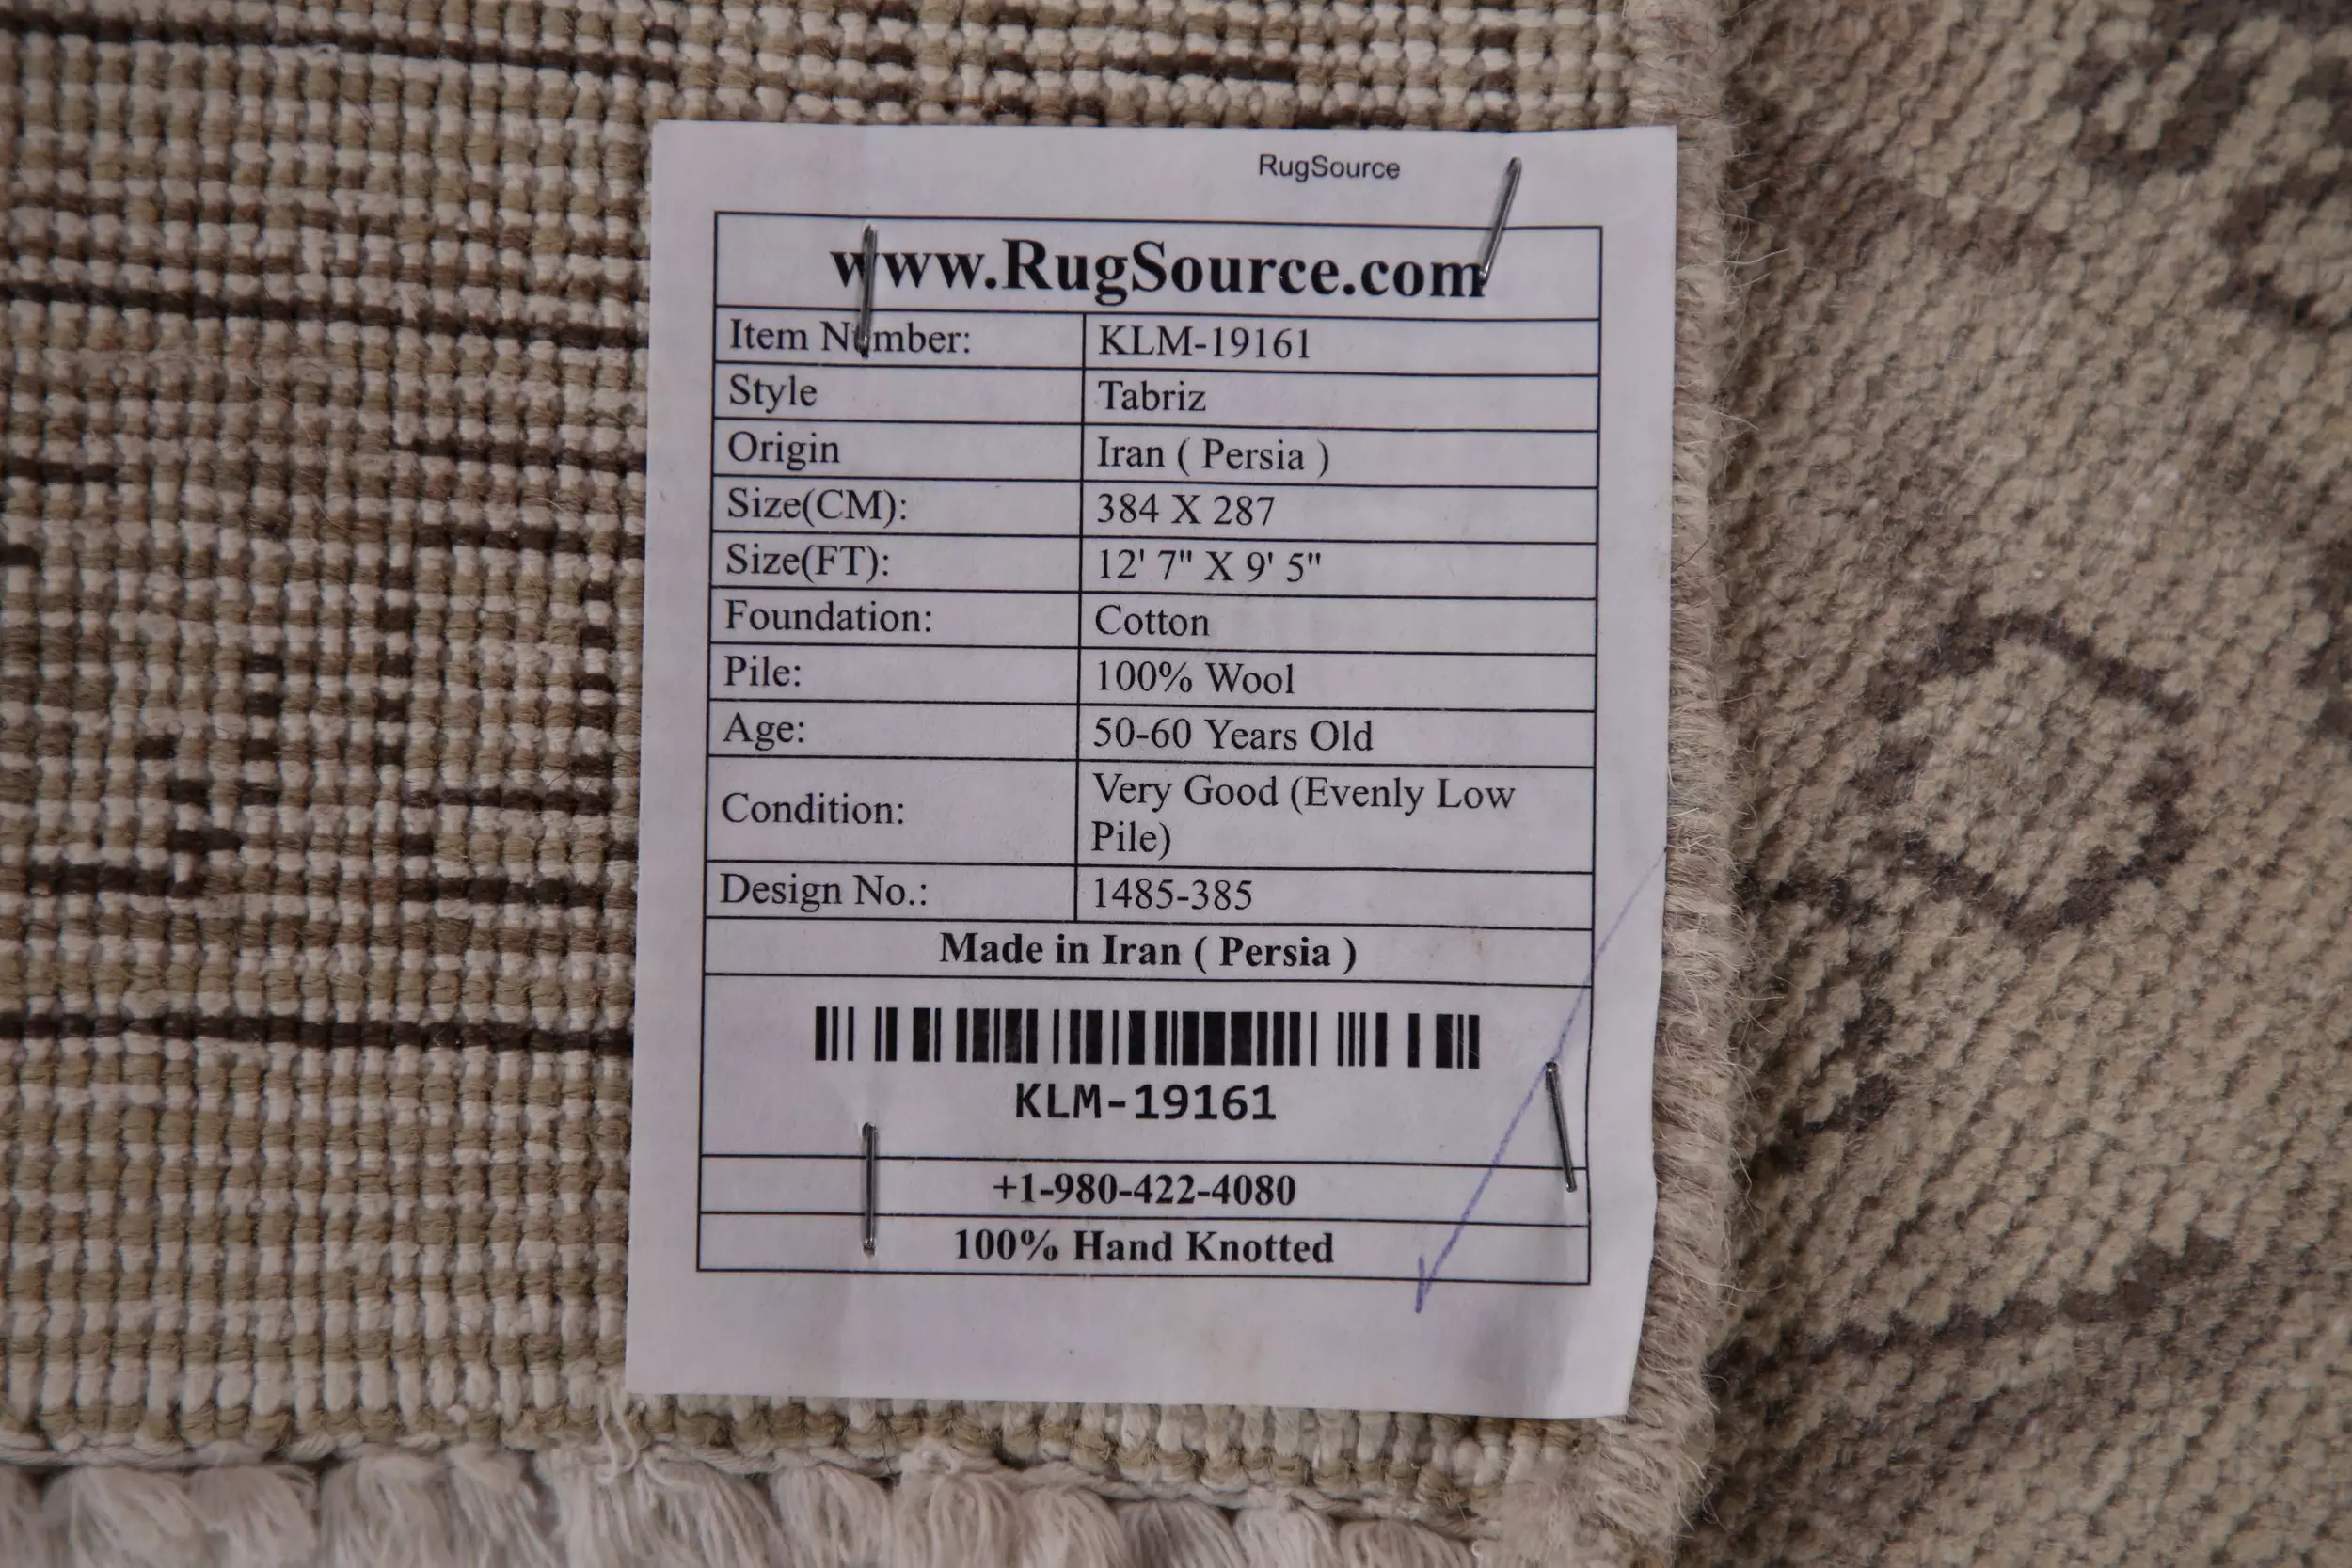 RugSource
www.RugSource.com
Item Number: KLM-19161
Style Tabriz
Origin Iran ( Persia )
Size(CM): 384 X 287
Size(FT): 12' 7" X 9' 5"
Foundation: Cotton
Pile: 100% Wool
Age: 50-60 Years Old
Condition: Very Good (Evenly Low
Pile)
Design No.: 1485-385
Made in Iran ( Persia )
KLM-19161
+1-980-422-4080
100% Hand Knotted